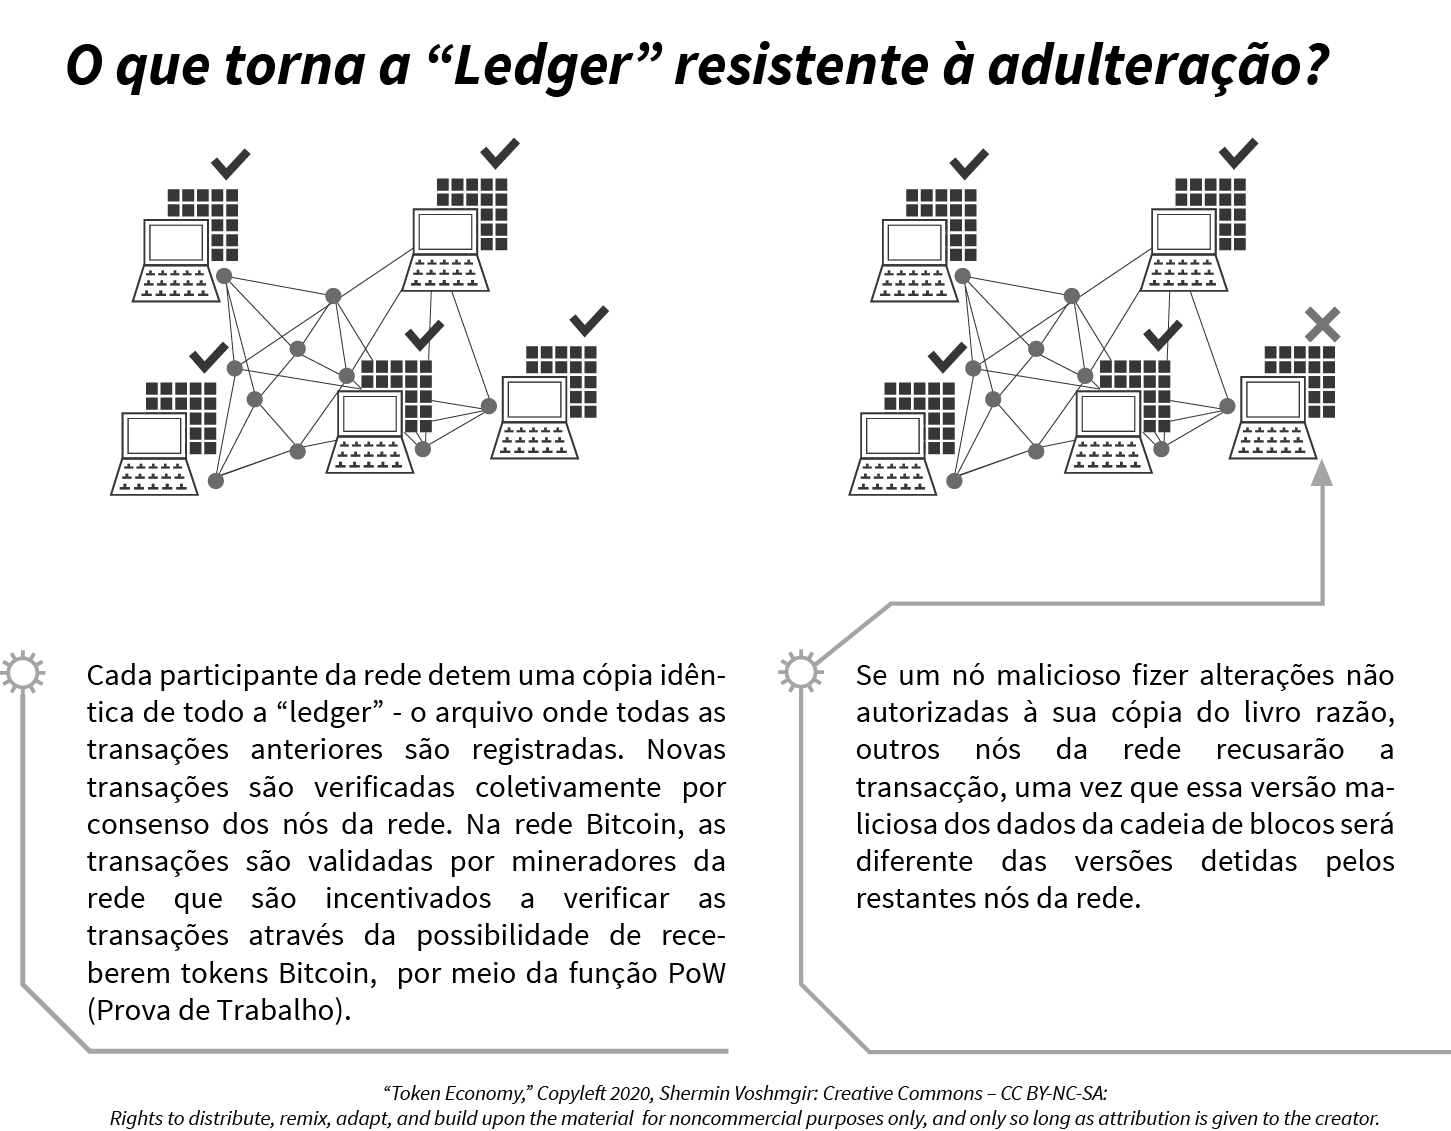 O que torna a “Ledger” resistente à adulteração?
Cada participante da rede detem uma cópia idên-
tica de todo a “ledger” - o arquivo onde todas as
transações anteriores são registradas. Novas
transações são verificadas coletivamente por
consenso dos nós da rede. Na rede Bitcoin, as
transações são validadas por mineradores da
rede que são incentivados a verificar as
transações através da possibilidade de rece-
berem tokens Bitcoin, por meio da função PoW
(Prova de Trabalho).
Se um nó malicioso fizer alterações não
autorizadas à sua cópia do livro razão,
outros nós da rede recusarão a
transacção, uma vez que essa versão ma-
liciosa dos dados da cadeia de blocos será
diferente das versões detidas pelos
restantes nós da rede.
“Token Economy,” Copyleft 2020, Shermin Voshmgir: Creative Commons – CC BY-NC-SA:
Rights to distribute, remix, adapt, and build upon the material for noncommercial purposes only, and only so long as attribution is given to the creator.